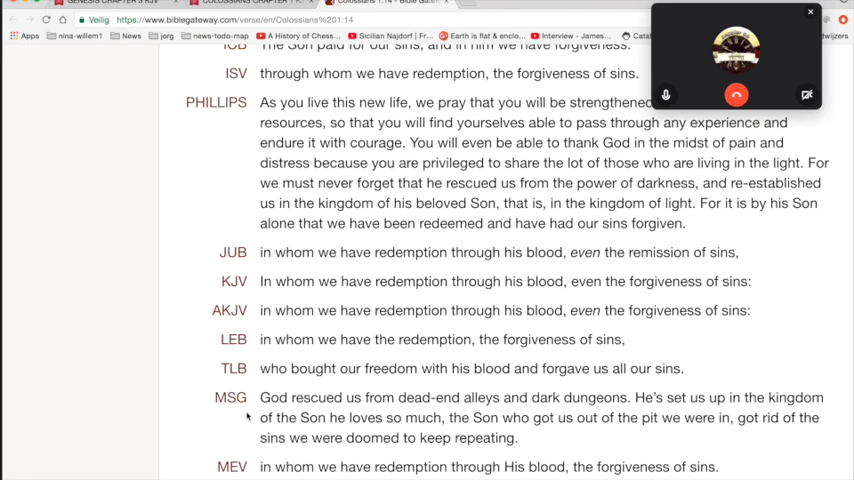 GENESIS CHAPTER 3 KJV
COLOSSIANS CHAPTER 1 KJV
Colossians 1:14 - Bible Gatew
Veilig
https://www.biblegateway.com/verse/en/Colossians%201:14
Apps
nina-willem1
News
jorg
news-todo-map
A History of Chess...
Sicilian Najdorf |...
Earth is flat & enclo...
Interview - James...
Catal
dwijzers
ICB The Son paid for our sins, and in him we have forgiveness.
ISV through whom we have redemption, the forgiveness of sins.
PHILLIPS As you live this new life, we pray that you will be strengthened
resources, so that you will find yourselves able to pass through any experience and
endure it with courage. You will even be able to thank God in the midst of pain and
distress because you are privileged to share the lot of those who are living in the light. For
we must never forget that he rescued us from the power of darkness, and re-established
us in the kingdom of his beloved Son, that is, in the kingdom of light. For it is by his Son
alone that we have been redeemed and have had our sins forgiven.
JUB in whom we have redemption through his blood, even the remission of sins,
KJV In whom we have redemption through his blood, even the forgiveness of sins:
AKJV in whom we have redemption through his blood, even the forgiveness of sins:
LEB in whom we have the redemption, the forgiveness of sins,
TLB who bought our freedom with his blood and forgave us all our sins.
MSG God rescued us from dead-end alleys and dark dungeons. He's set us up in the kingdom
of the Son he loves so much, the Son who got us out of the pit we were in, got rid of the
sins we were doomed to keep repeating.
MEV in whom we have redemption through His blood, the forgiveness of sins.